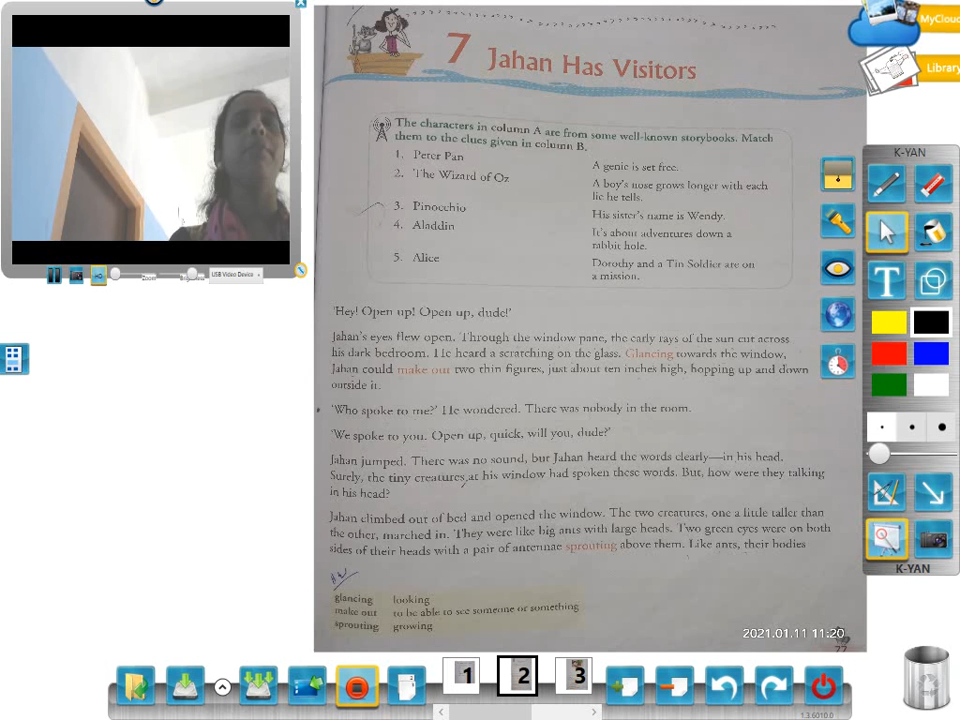 MyCloud
Library
K-YAN
USB Video Device
7 Jahan Has Visitors
The characters in column A are from some well-known storybooks. Match
them to the clues given in column B.
1. Peter Pan
2. The Wizard of Oz
3. Pinocchio
4. Aladdin
5. Alice
A genie is set free.
A boy's nose grows longer with each
lie he tells.
His sister's name is Wendy.
It's about adventures down a
rabbit hole.
Dorothy and a Tin Soldier are on
a mission.
'Hey! Open up! Open up, dude!'
Jahan's eyes flew open. Through the window pane, the early rays of the sun cut across
his dark bedroom. He heard a scratching on the glass. Glancing towards the window,
Jahan could make out two thin figures, just about ten inches high, hopping up and down
outside it.
'Who spoke to me?' He wondered. There was nobody in the room.
'We spoke to you. Open up, quick, will you, dude?'
Jahan jumped. There was no sound, but Jahan heard the words clearly—in his head.
Surely, the tiny creatures at his window had spoken these words. But, how were they talking
in his head?
Jahan climbed out of bed and opened the window. The two creatures, one a little taller than
the other, marched in. They were like big ants with large heads. Two green eyes were on both
sides of their heads with a pair of antennae sprouting above them. Like ants, their bodies
glancing looking
make out to be able to see someone or something
sprouting growing
2021.01.11 11:20
77
K-YAN
1
2
3
1.3.6010.0